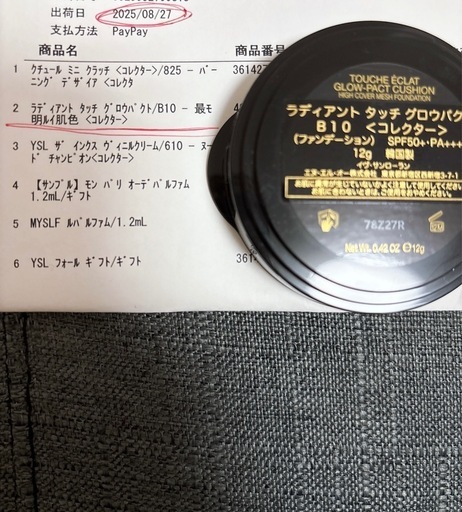 出荷日 2025/08/27
支払方法 PayPay
商品名 商品番号
1 クチュール ミニ クラッチ <コレクター>/825 - バー
ニング デザイア <コレクタ
2 ラディアント タッチ グロウパクト/B10 - 最モ
明ルイ肌色 <コレクター>
3 YSL ザ インクス ヴィニルクリーム/610 - ヌー
ド チャンピオン<コレクター>
4 【サンプル】モン パリ オーデパルファム
1.2mL/ギフト
5 MYSLF ルパルファム/1.2mL
6 YSL フォール ギフト/ギフト
TOUCHE ÉCLAT
GLOW-PACT CUSHION
HIGH COVER MESH FOUNDATION
ラディアント タッチ グロウパク
B10 <コレクター>
(ファンデーション) SPF50+・PA++++
12g 韓国製
イヴ・サンローラン
76Z27R
12M
Net Wt. 0.42 OZ e12g